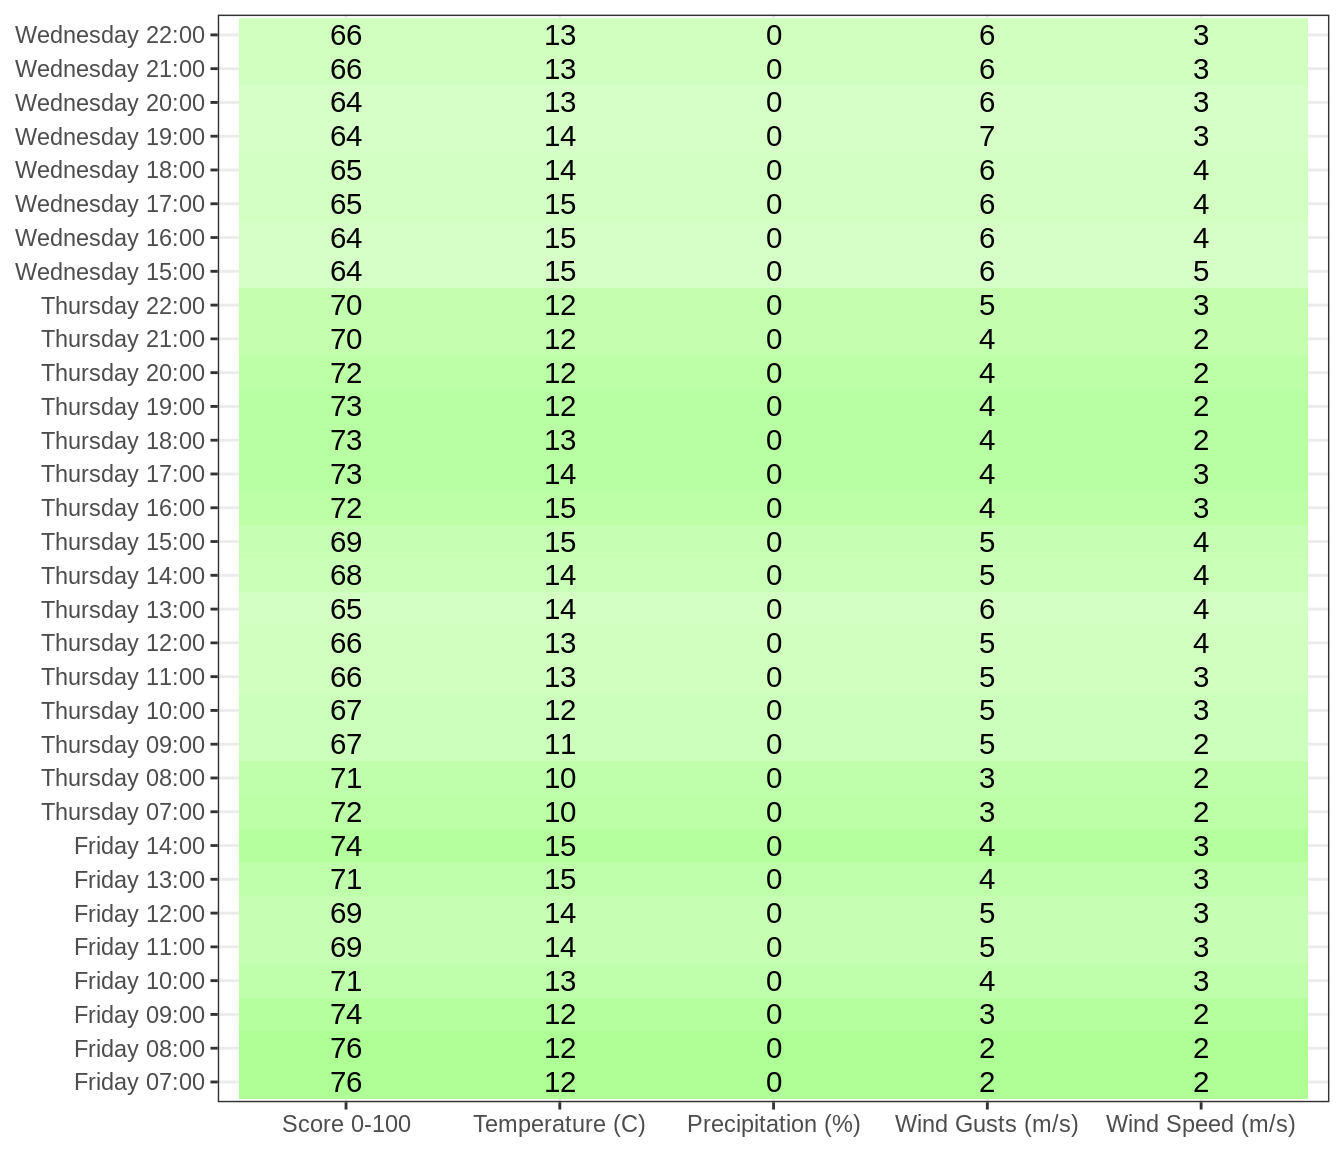 Wednesday 22:00 66 13 0 6 3
Wednesday 21:00 66 13 0 6 3
Wednesday 20:00 64 13 0 6 3
Wednesday 19:00 64 14 0 7 3
Wednesday 18:00 65 14 0 6 4
Wednesday 17:00 65 15 0 6 4
Wednesday 16:00 64 15 0 6 4
Wednesday 15:00 64 15 0 6 5
Thursday 22:00 70 12 0 5 3
Thursday 21:00 70 12 0 4 2
Thursday 20:00 72 12 0 4 2
Thursday 19:00 73 12 0 4 2
Thursday 18:00 73 13 0 4 2
Thursday 17:00 73 14 0 4 3
Thursday 16:00 72 15 0 4 3
Thursday 15:00 69 15 0 5 4
Thursday 14:00 68 14 0 5 4
Thursday 13:00 65 14 0 6 4
Thursday 12:00 66 13 0 5 4
Thursday 11:00 66 13 0 5 3
Thursday 10:00 67 12 0 5 3
Thursday 09:00 67 11 0 5 2
Thursday 08:00 71 10 0 3 2
Thursday 07:00 72 10 0 3 2
Friday 14:00 74 15 0 4 3
Friday 13:00 71 15 0 4 3
Friday 12:00 69 14 0 5 3
Friday 11:00 69 14 0 5 3
Friday 10:00 71 13 0 4 3
Friday 09:00 74 12 0 3 2
Friday 08:00 76 12 0 2 2
Friday 07:00 76 12 0 2 2
Score 0-100 Temperature (C) Precipitation (%) Wind Gusts (m/s) Wind Speed (m/s)